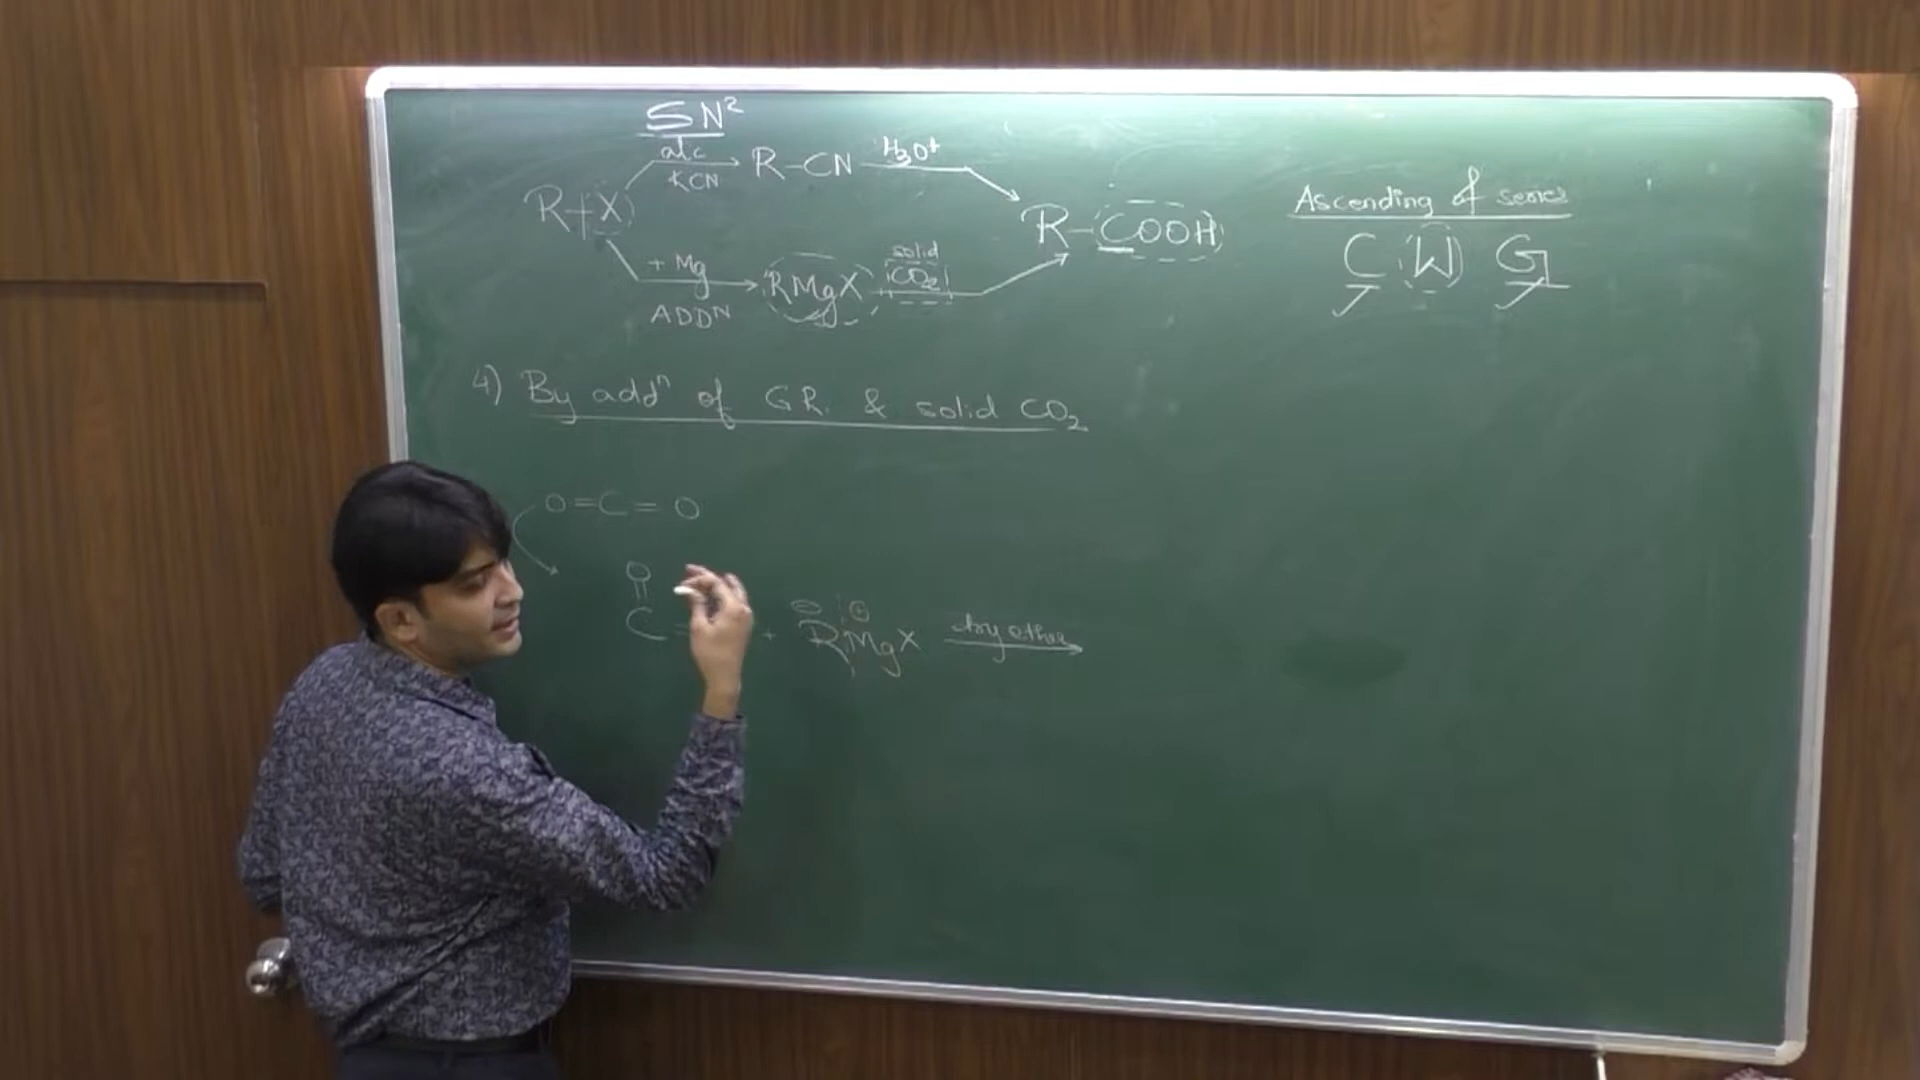 SN²
alc
KCN
R-CN
H₃O⁺
R-X
R-COOH
+ Mg
ADDᴺ
RMgX
solid
CO₂
Ascending of series
C W G
4) By addⁿ of G.R. & solid CO₂
O=C=O
O
C
+ R⊖ ⊕MgX
dry ether